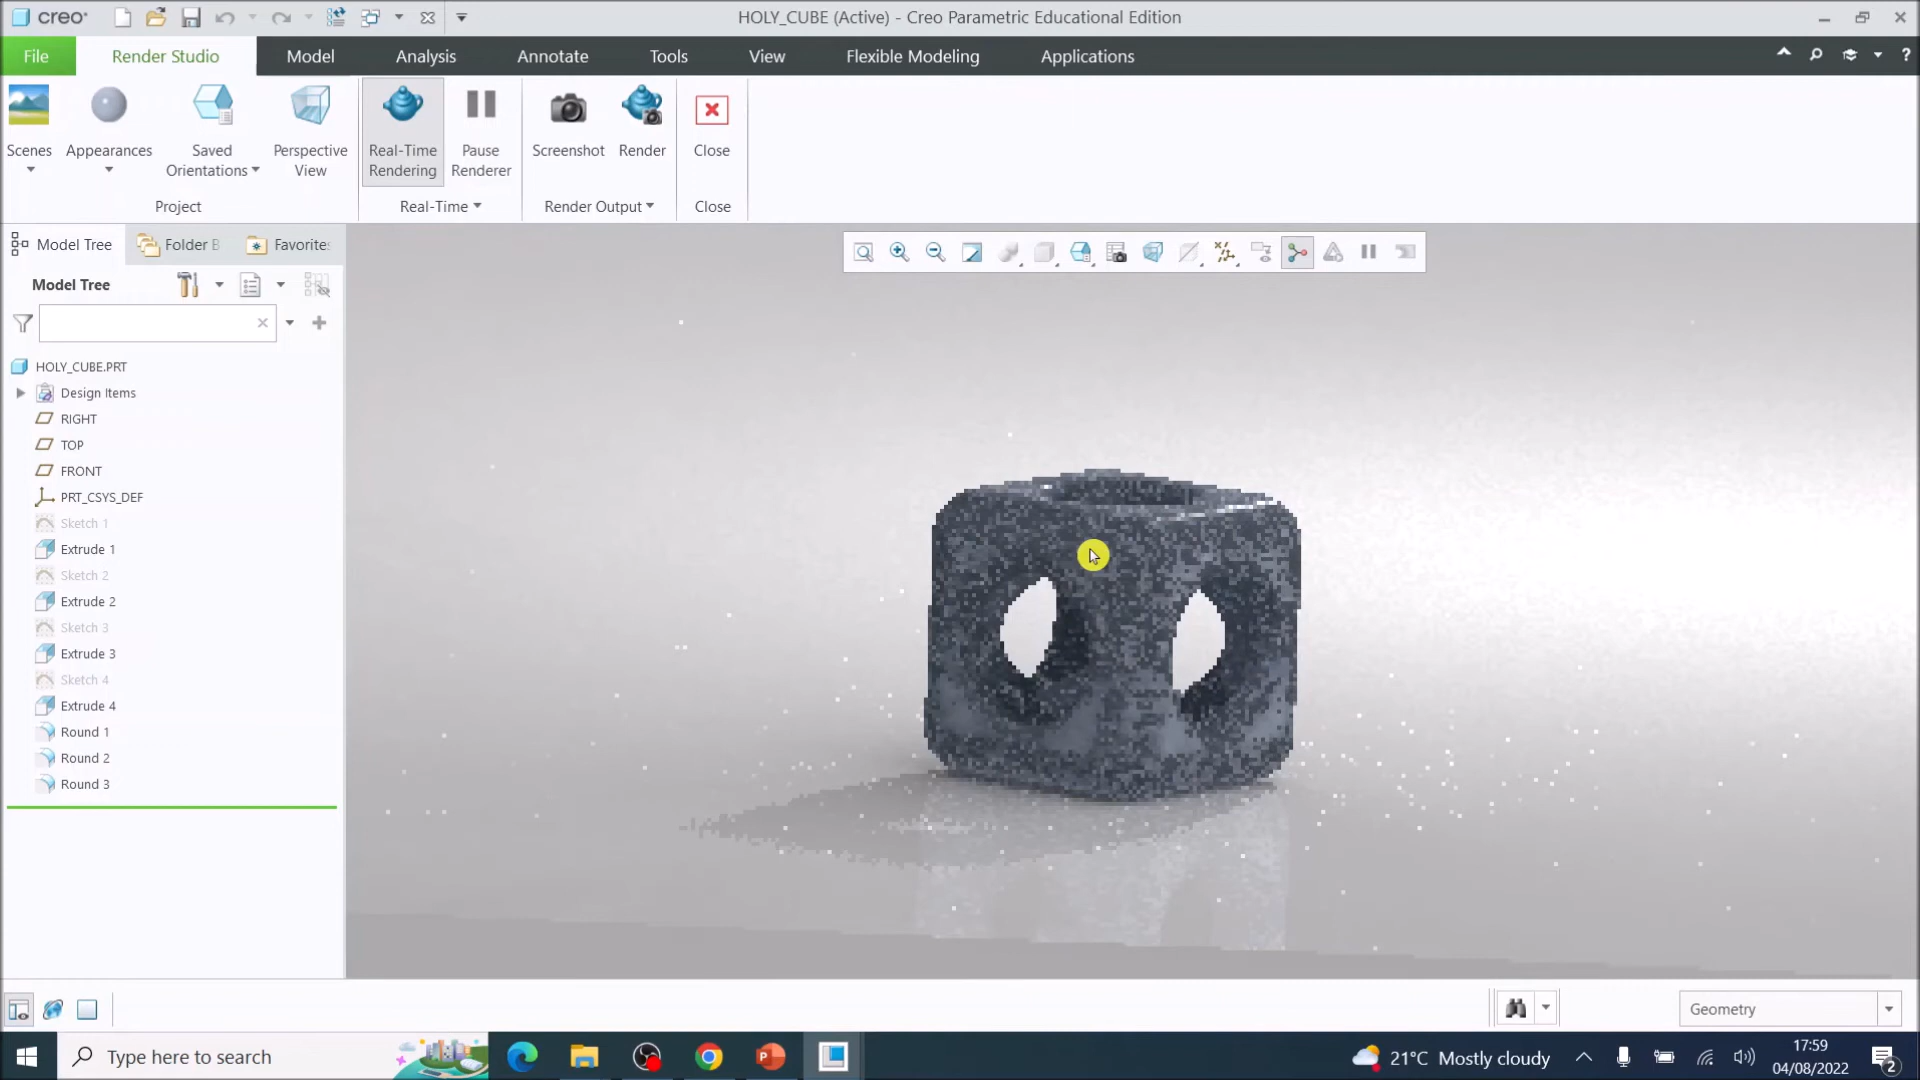 creo
HOLY_CUBE (Active) - Creo Parametric Educational Edition
File
Render Studio
Model
Analysis
Annotate
Tools
View
Flexible Modeling
Applications
Scenes
Appearances
Saved Orientations
Perspective View
Real-Time Rendering
Pause Renderer
Screenshot
Render
Close
Project
Real-Time
Render Output
Close
Model Tree
Folder B
Favorites
Model Tree
HOLY_CUBE.PRT
Design Items
RIGHT
TOP
FRONT
PRT_CSYS_DEF
Sketch 1
Extrude 1
Sketch 2
Extrude 2
Sketch 3
Extrude 3
Sketch 4
Extrude 4
Round 1
Round 2
Round 3
Geometry
Type here to search
21°C Mostly cloudy
17:59
04/08/2022
2